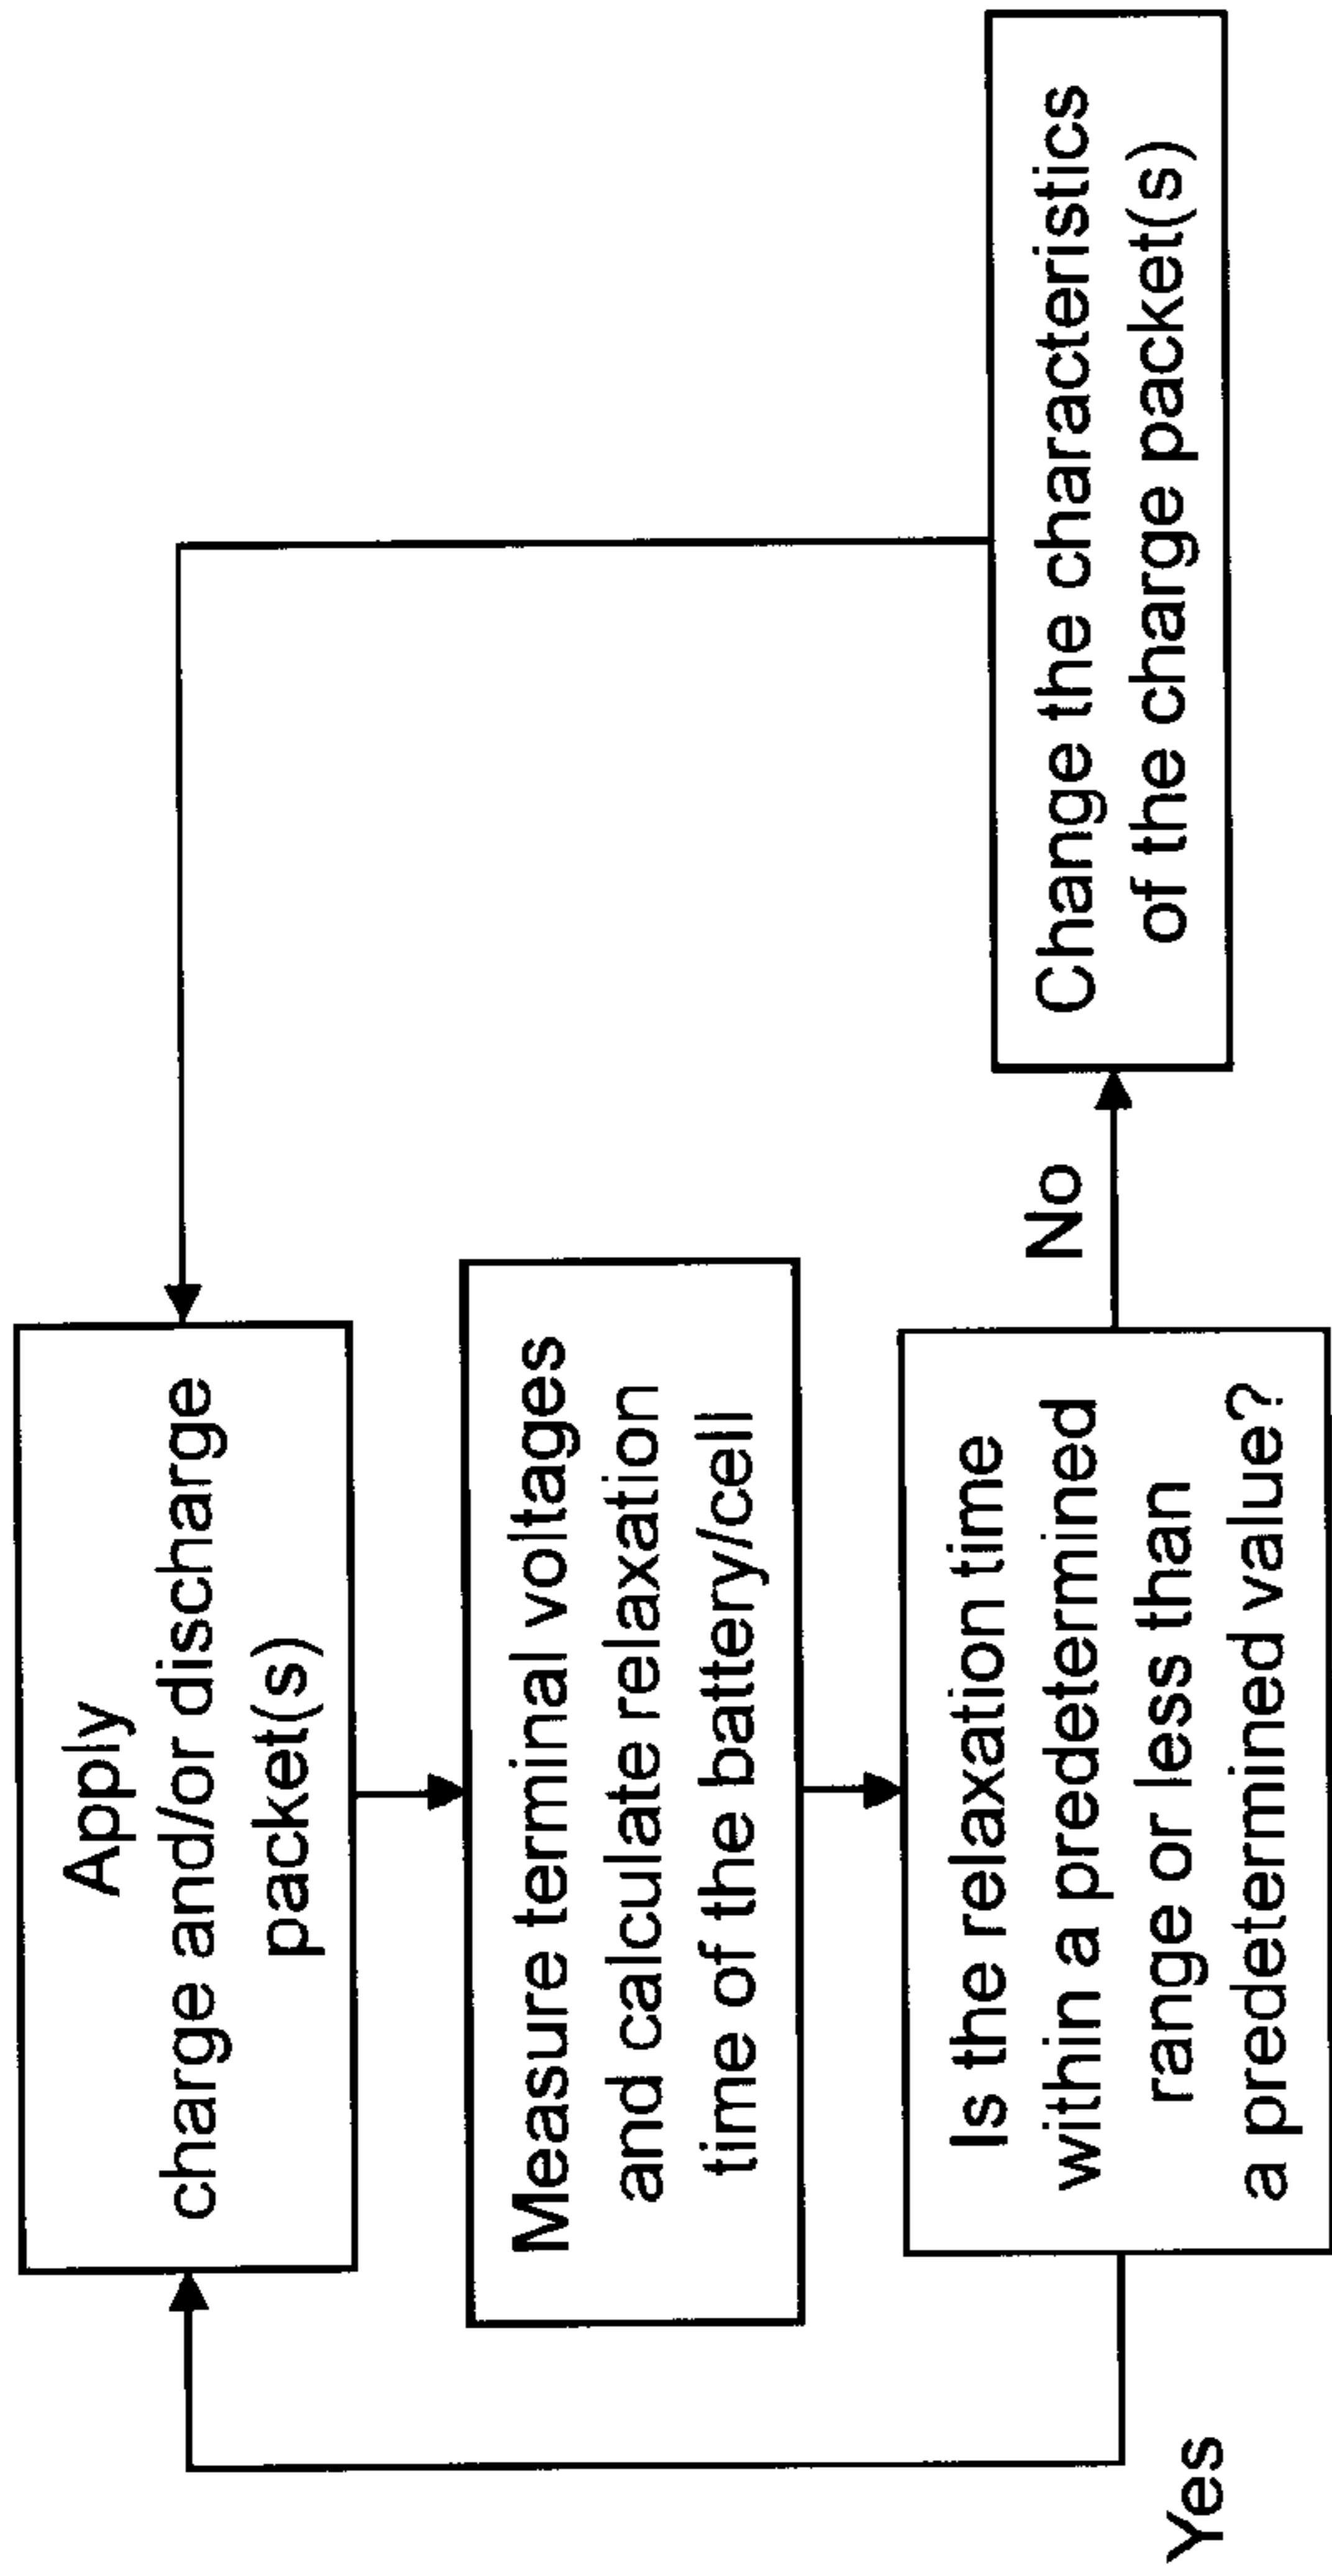 Apply
charge and/or discharge
packet(s)
Measure terminal voltages
and calculate relaxation
time of the battery/cell
Is the relaxation time
within a predetermined
range or less than
a predetermined value?
Yes
No
Change the characteristics
of the charge packet(s)